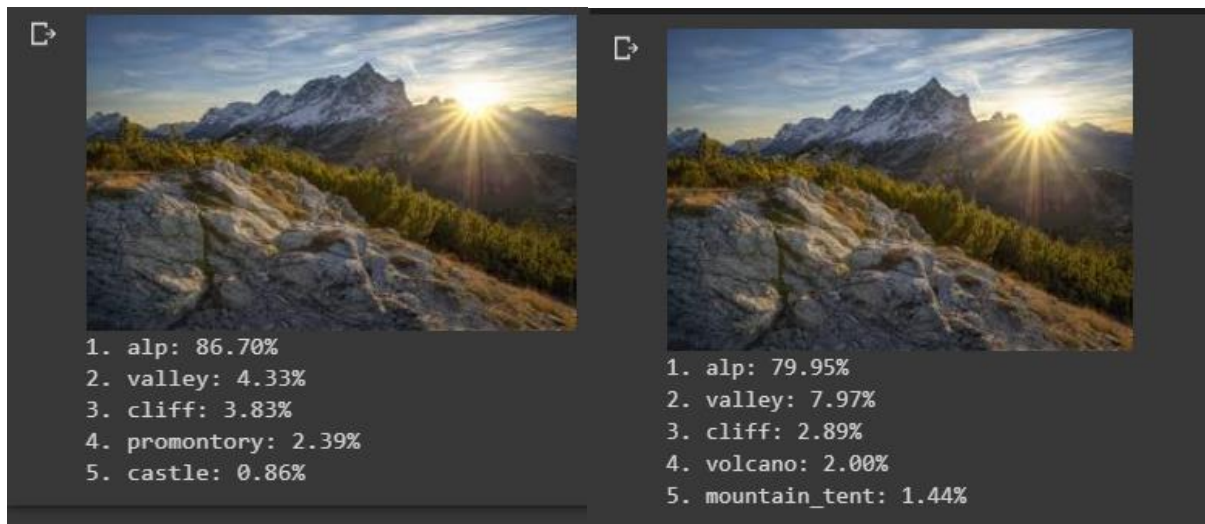 1. alp: 86.70%
2. valley: 4.33%
3. cliff: 3.83%
4. promontory: 2.39%
5. castle: 0.86%
1. alp: 79.95%
2. valley: 7.97%
3. cliff: 2.89%
4. volcano: 2.00%
5. mountain_tent: 1.44%